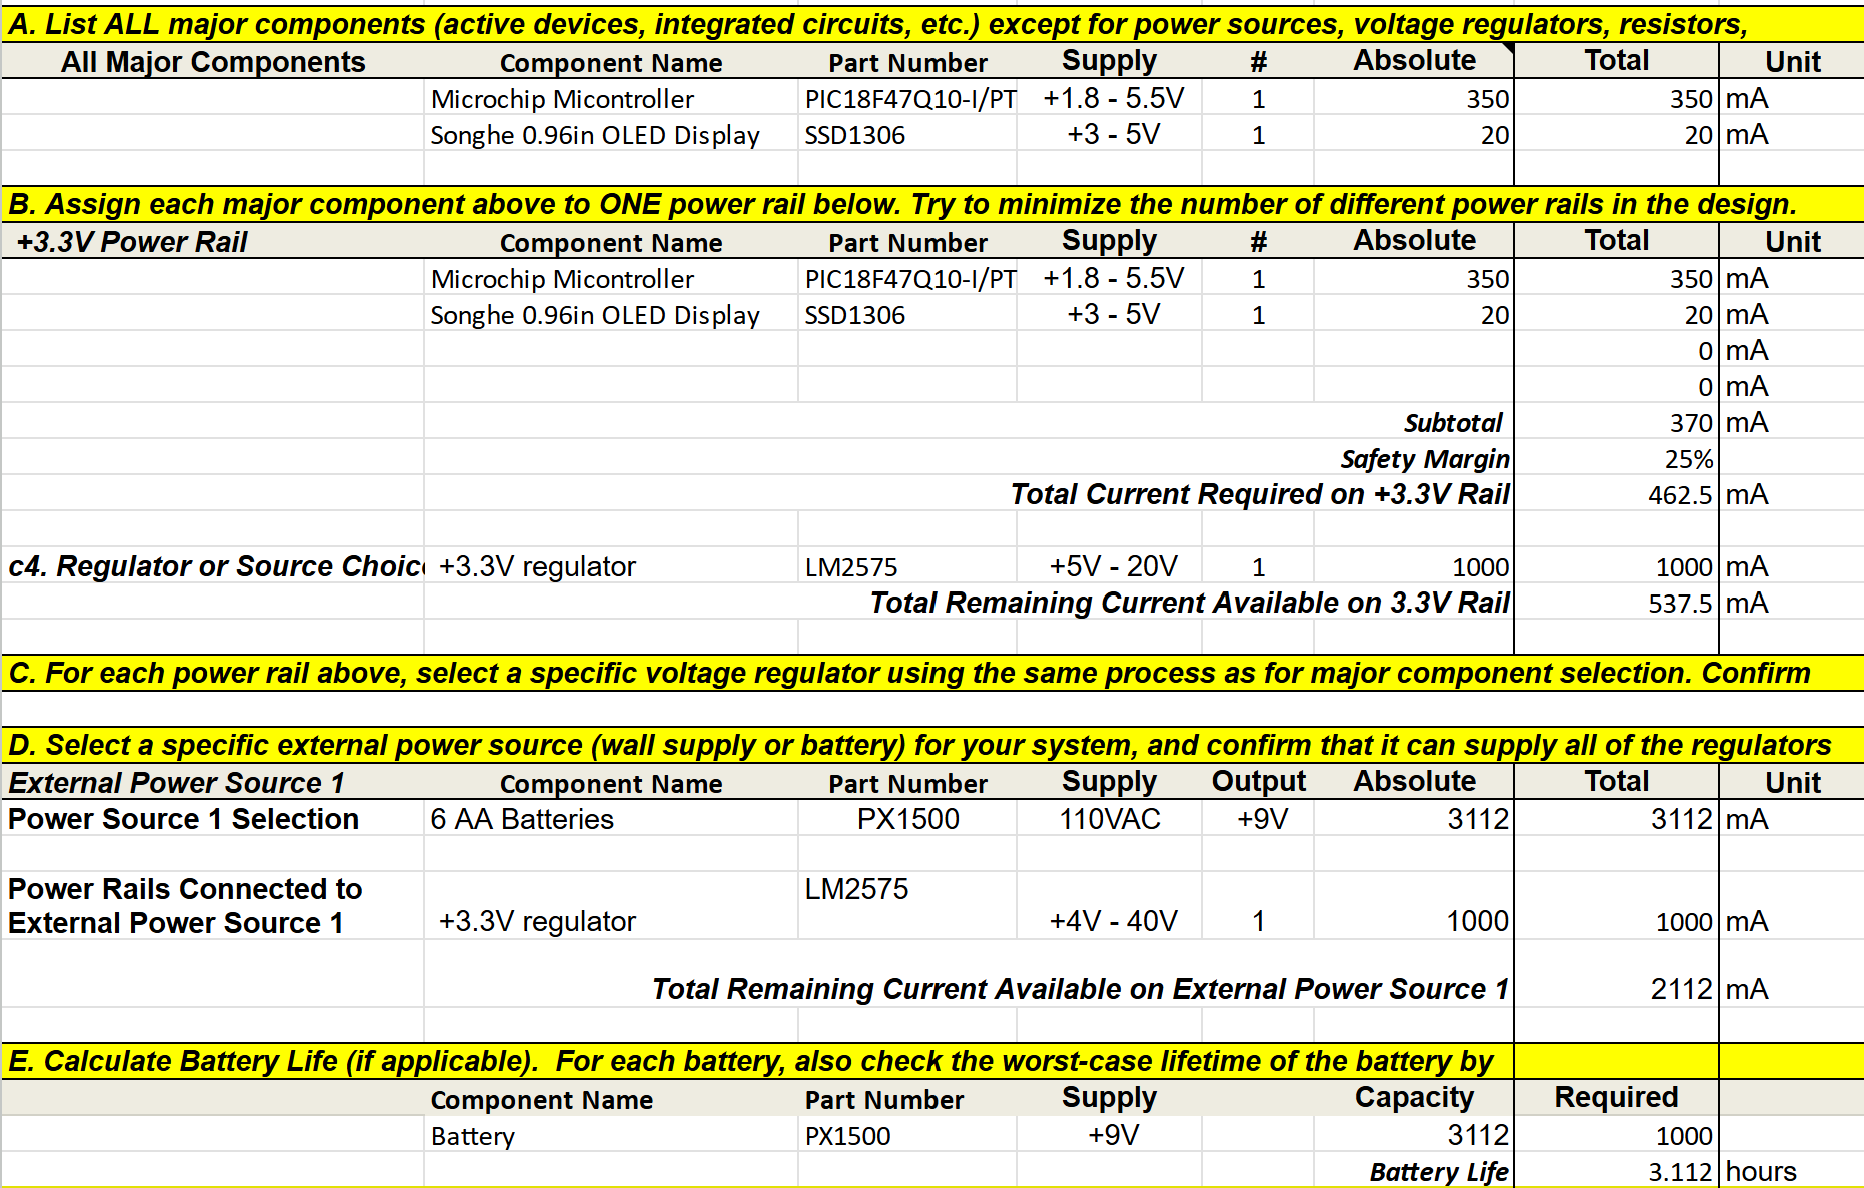 A. List ALL major components (active devices, integrated circuits, etc.) except for power sources, voltage regulators, resistors,
All Major Components Component Name Part Number Supply # Absolute Total Unit
Microchip Micontroller PIC18F47Q10-I/PT +1.8 - 5.5V 1 350 350 mA
Songhe 0.96in OLED Display SSD1306 +3 - 5V 1 20 20 mA
B. Assign each major component above to ONE power rail below. Try to minimize the number of different power rails in the design.
+3.3V Power Rail Component Name Part Number Supply # Absolute Total Unit
Microchip Micontroller PIC18F47Q10-I/PT +1.8 - 5.5V 1 350 350 mA
Songhe 0.96in OLED Display SSD1306 +3 - 5V 1 20 20 mA
0 mA
0 mA
Subtotal 370 mA
Safety Margin 25%
Total Current Required on +3.3V Rail 462.5 mA
c4. Regulator or Source Choic +3.3V regulator LM2575 +5V - 20V 1 1000 1000 mA
Total Remaining Current Available on 3.3V Rail 537.5 mA
C. For each power rail above, select a specific voltage regulator using the same process as for major component selection. Confirm
D. Select a specific external power source (wall supply or battery) for your system, and confirm that it can supply all of the regulators
External Power Source 1 Component Name Part Number Supply Output Absolute Total Unit
Power Source 1 Selection 6 AA Batteries PX1500 110VAC +9V 3112 3112 mA
Power Rails Connected to LM2575
External Power Source 1 +3.3V regulator +4V - 40V 1 1000 1000 mA
Total Remaining Current Available on External Power Source 1 2112 mA
E. Calculate Battery Life (if applicable). For each battery, also check the worst-case lifetime of the battery by
Component Name Part Number Supply Capacity Required
Battery PX1500 +9V 3112 1000
Battery Life 3.112 hours